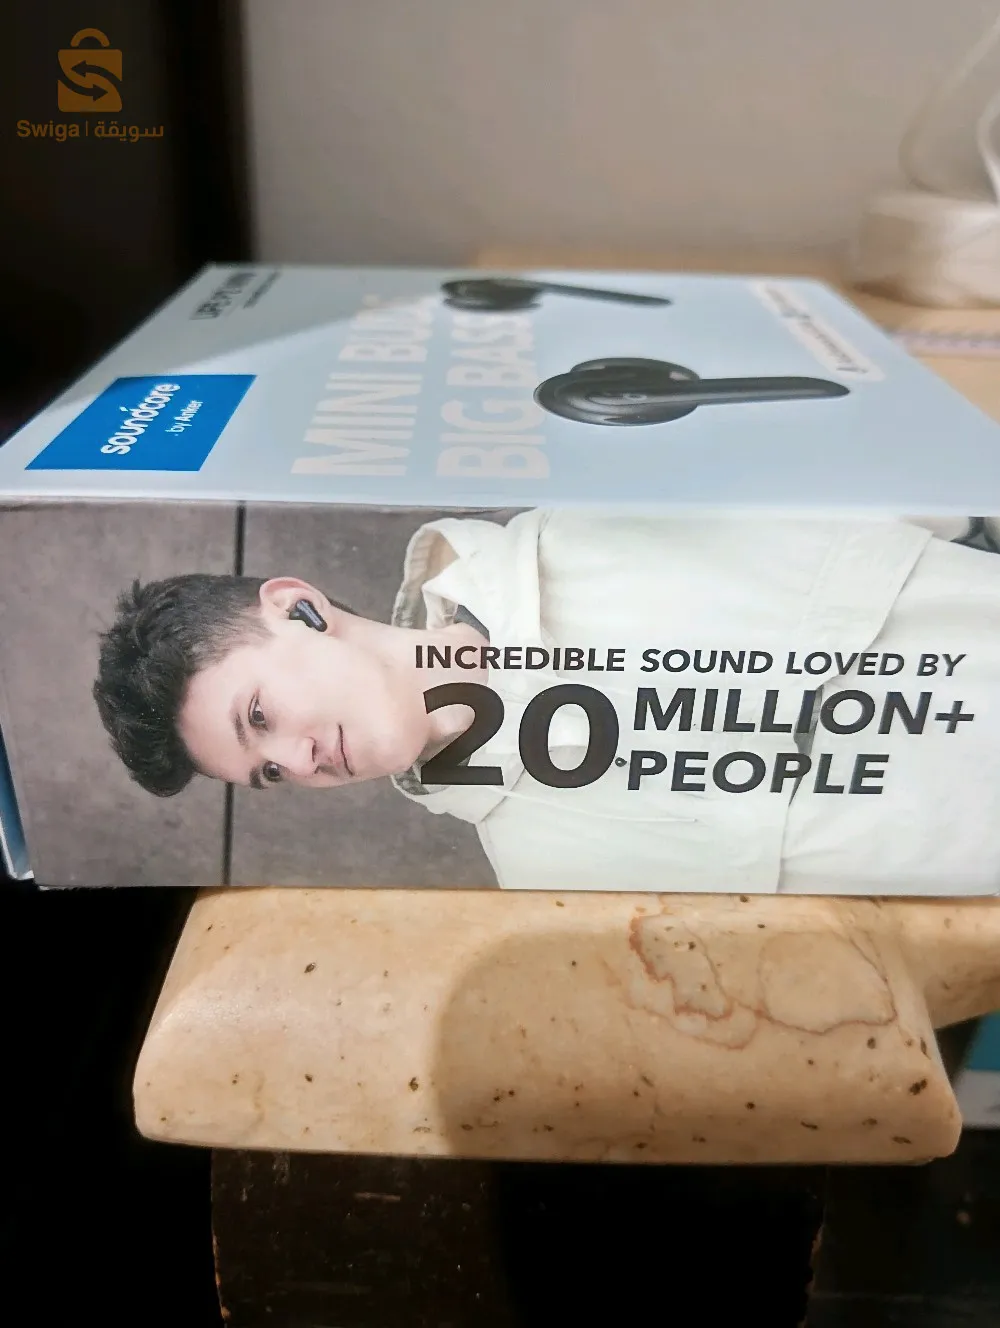 Swiga | سويقة
soundcore
by Anker
MINI BUDS
BIG BASS
INCREDIBLE SOUND LOVED BY
20 MILLION+
PEOPLE